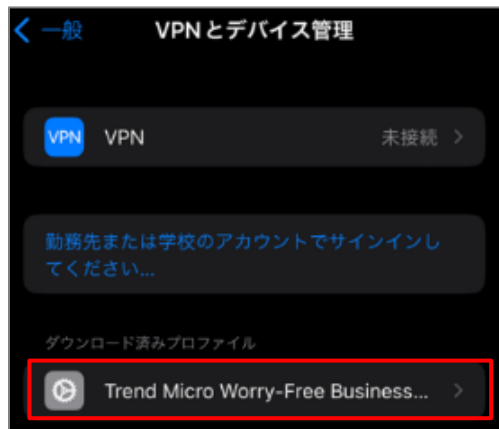 一般 VPNとデバイス管理
VPN VPN 未接続
勤務先または学校のアカウントでサインインし
てください...
ダウンロード済みプロファイル
Trend Micro Worry-Free Business...